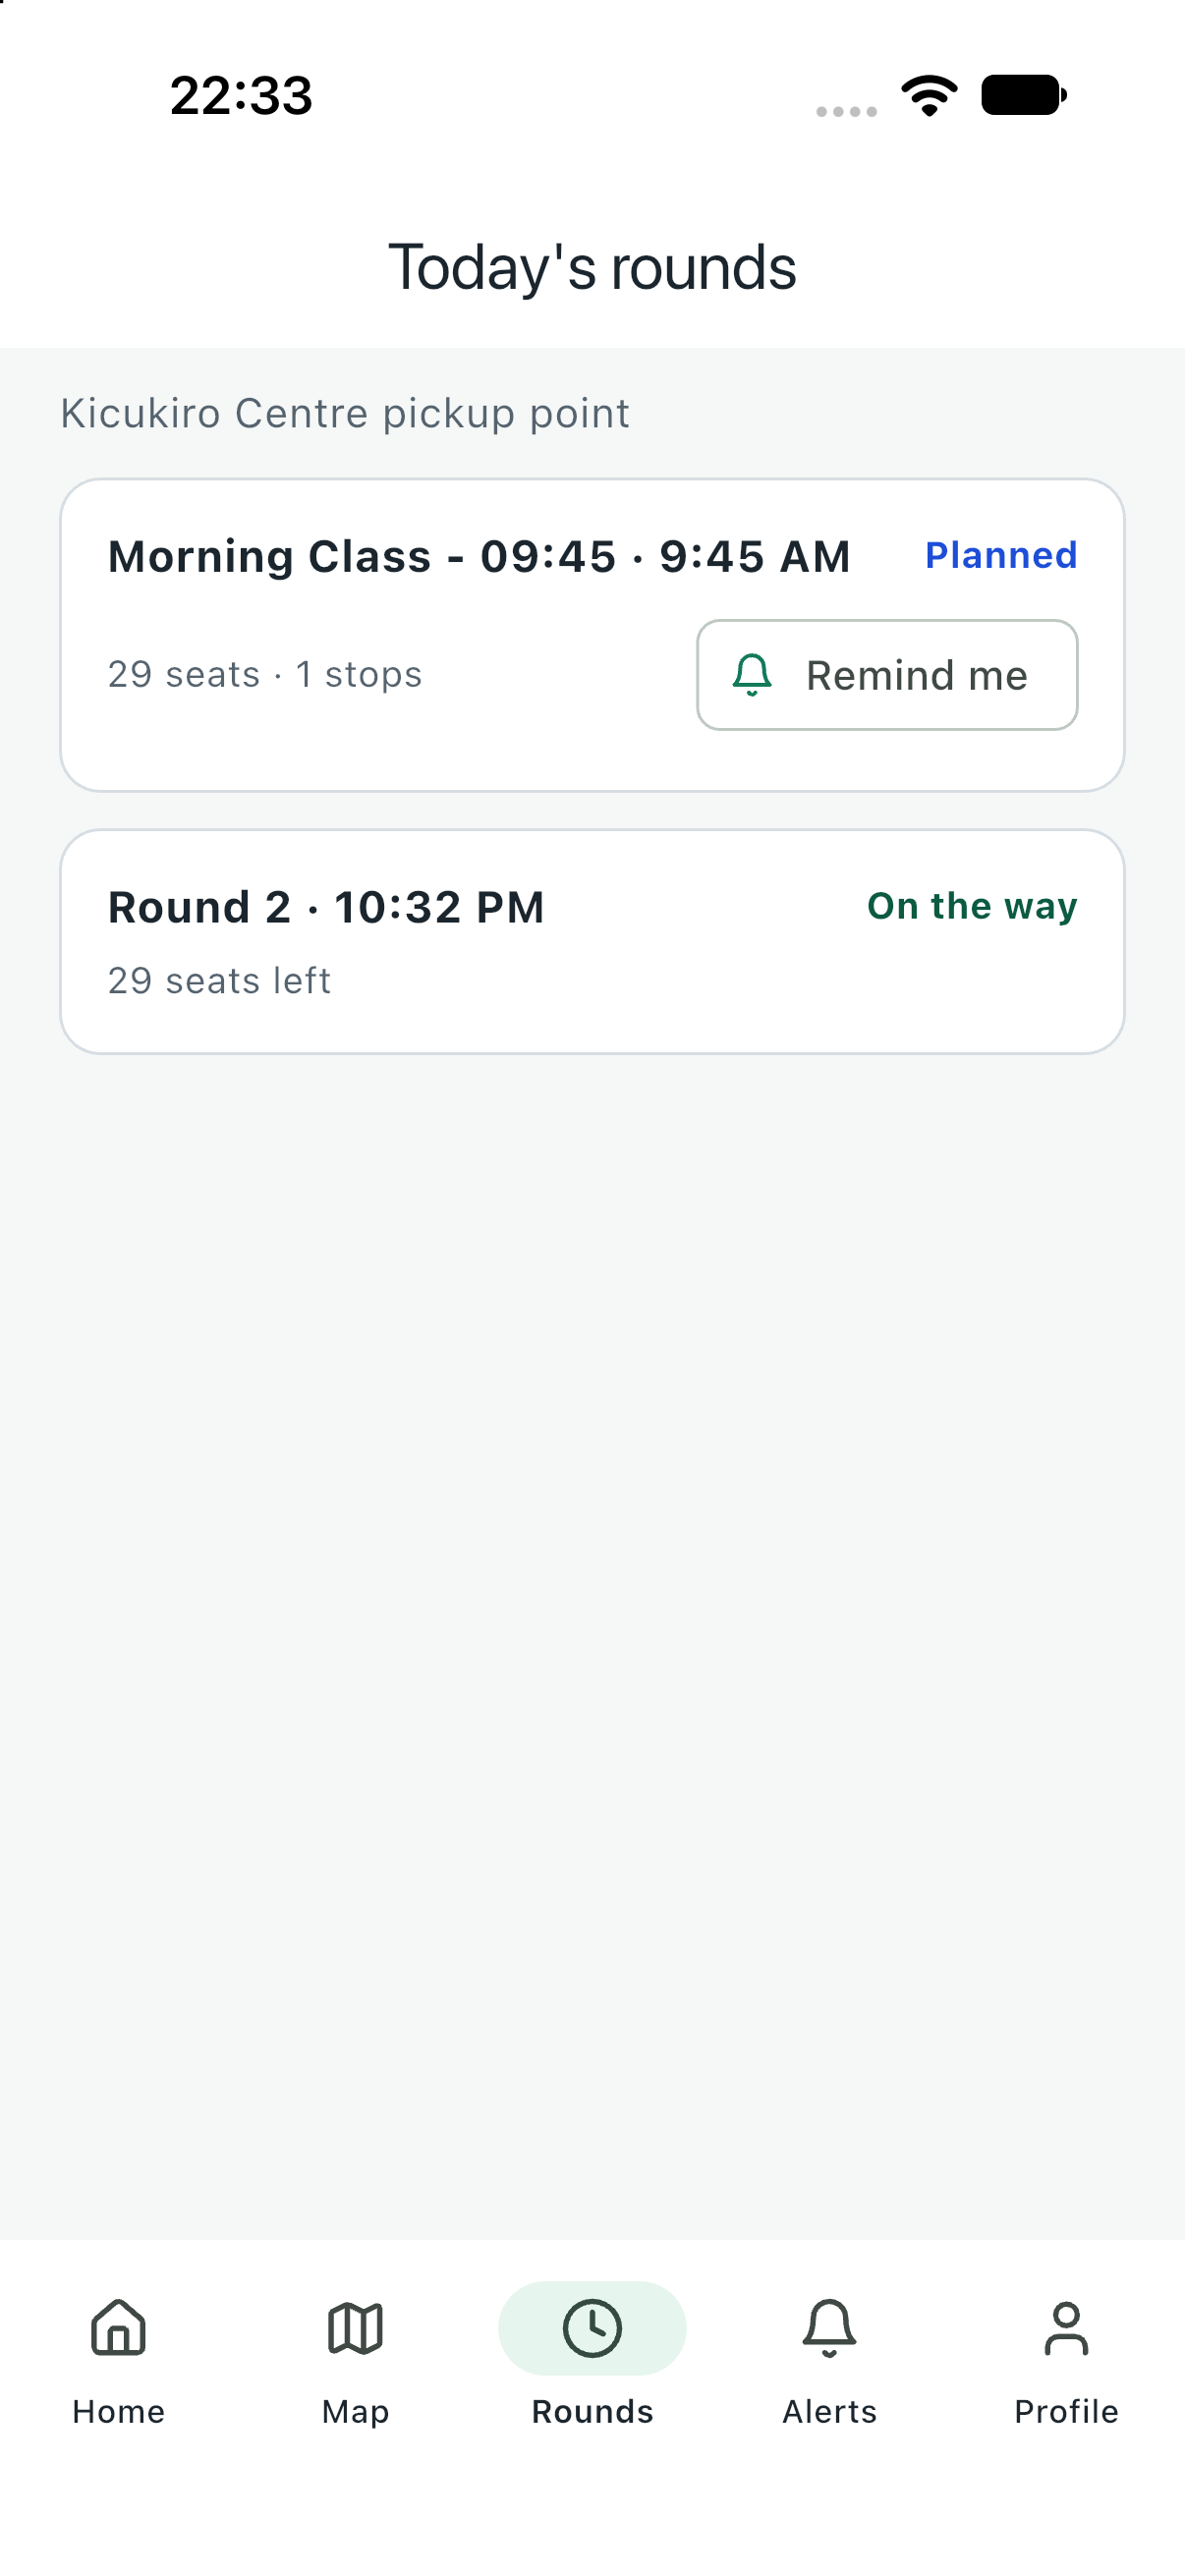 22:33
Today's rounds
Kicukiro Centre pickup point
Morning Class - 09:45 · 9:45 AM Planned
29 seats · 1 stops Remind me
Round 2 · 10:32 PM On the way
29 seats left
Home Map Rounds Alerts Profile